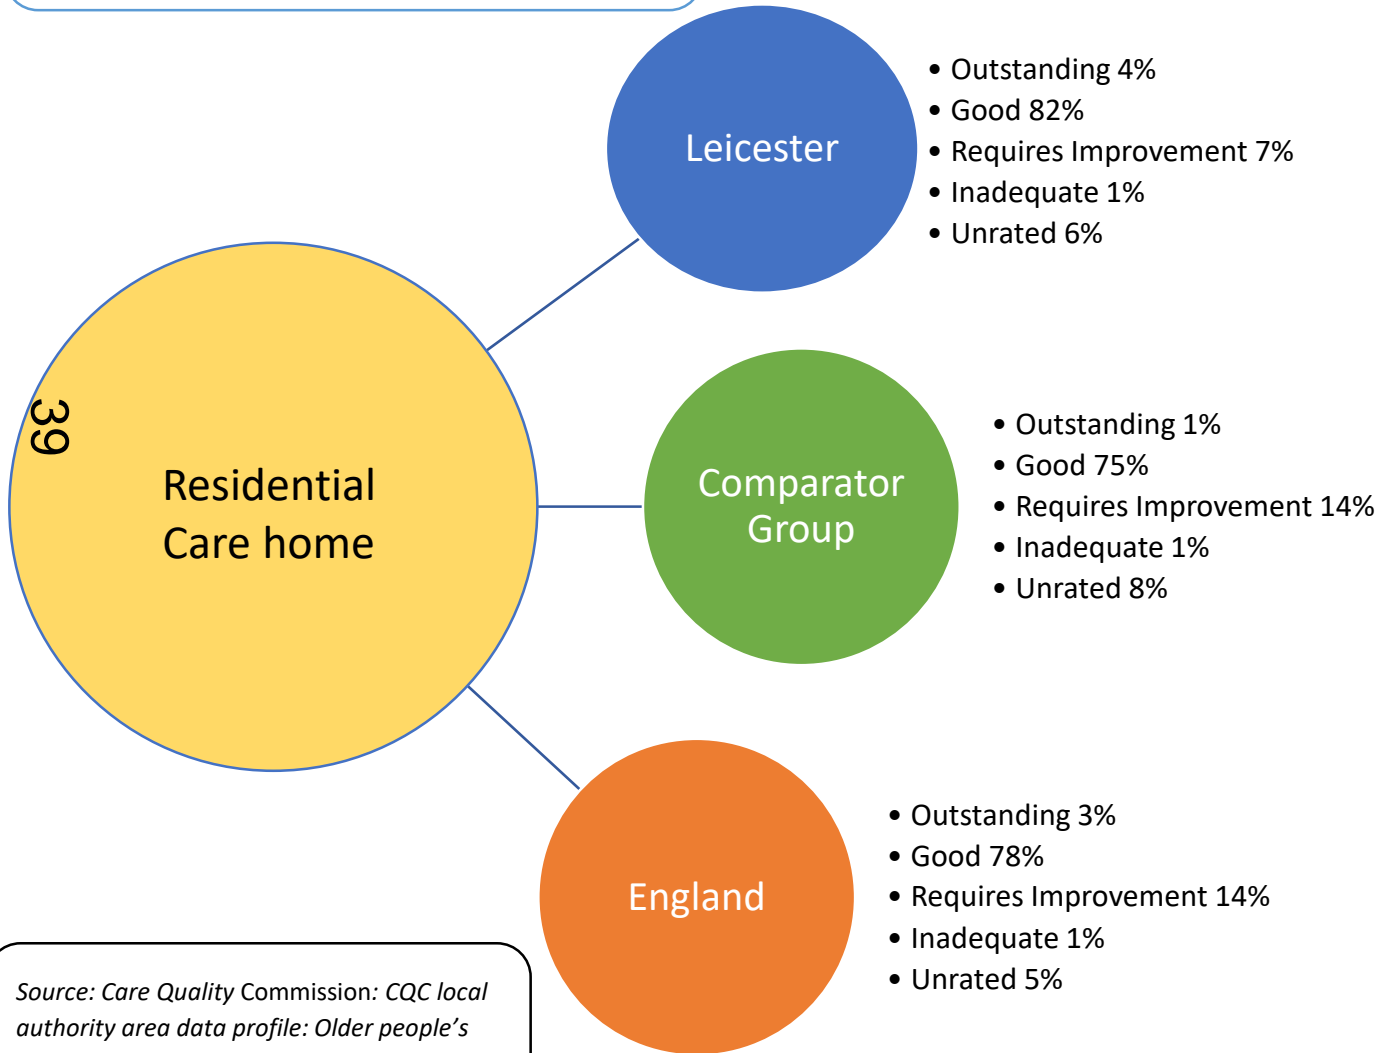 Leicester
• Outstanding 4%
• Good 82%
• Requires Improvement 7%
• Inadequate 1%
• Unrated 6%
39
Residential
Care home
Comparator
Group
• Outstanding 1%
• Good 75%
• Requires Improvement 14%
• Inadequate 1%
• Unrated 8%
England
• Outstanding 3%
• Good 78%
• Requires Improvement 14%
• Inadequate 1%
• Unrated 5%
Source: Care Quality Commission: CQC local
authority area data profile: Older people’s